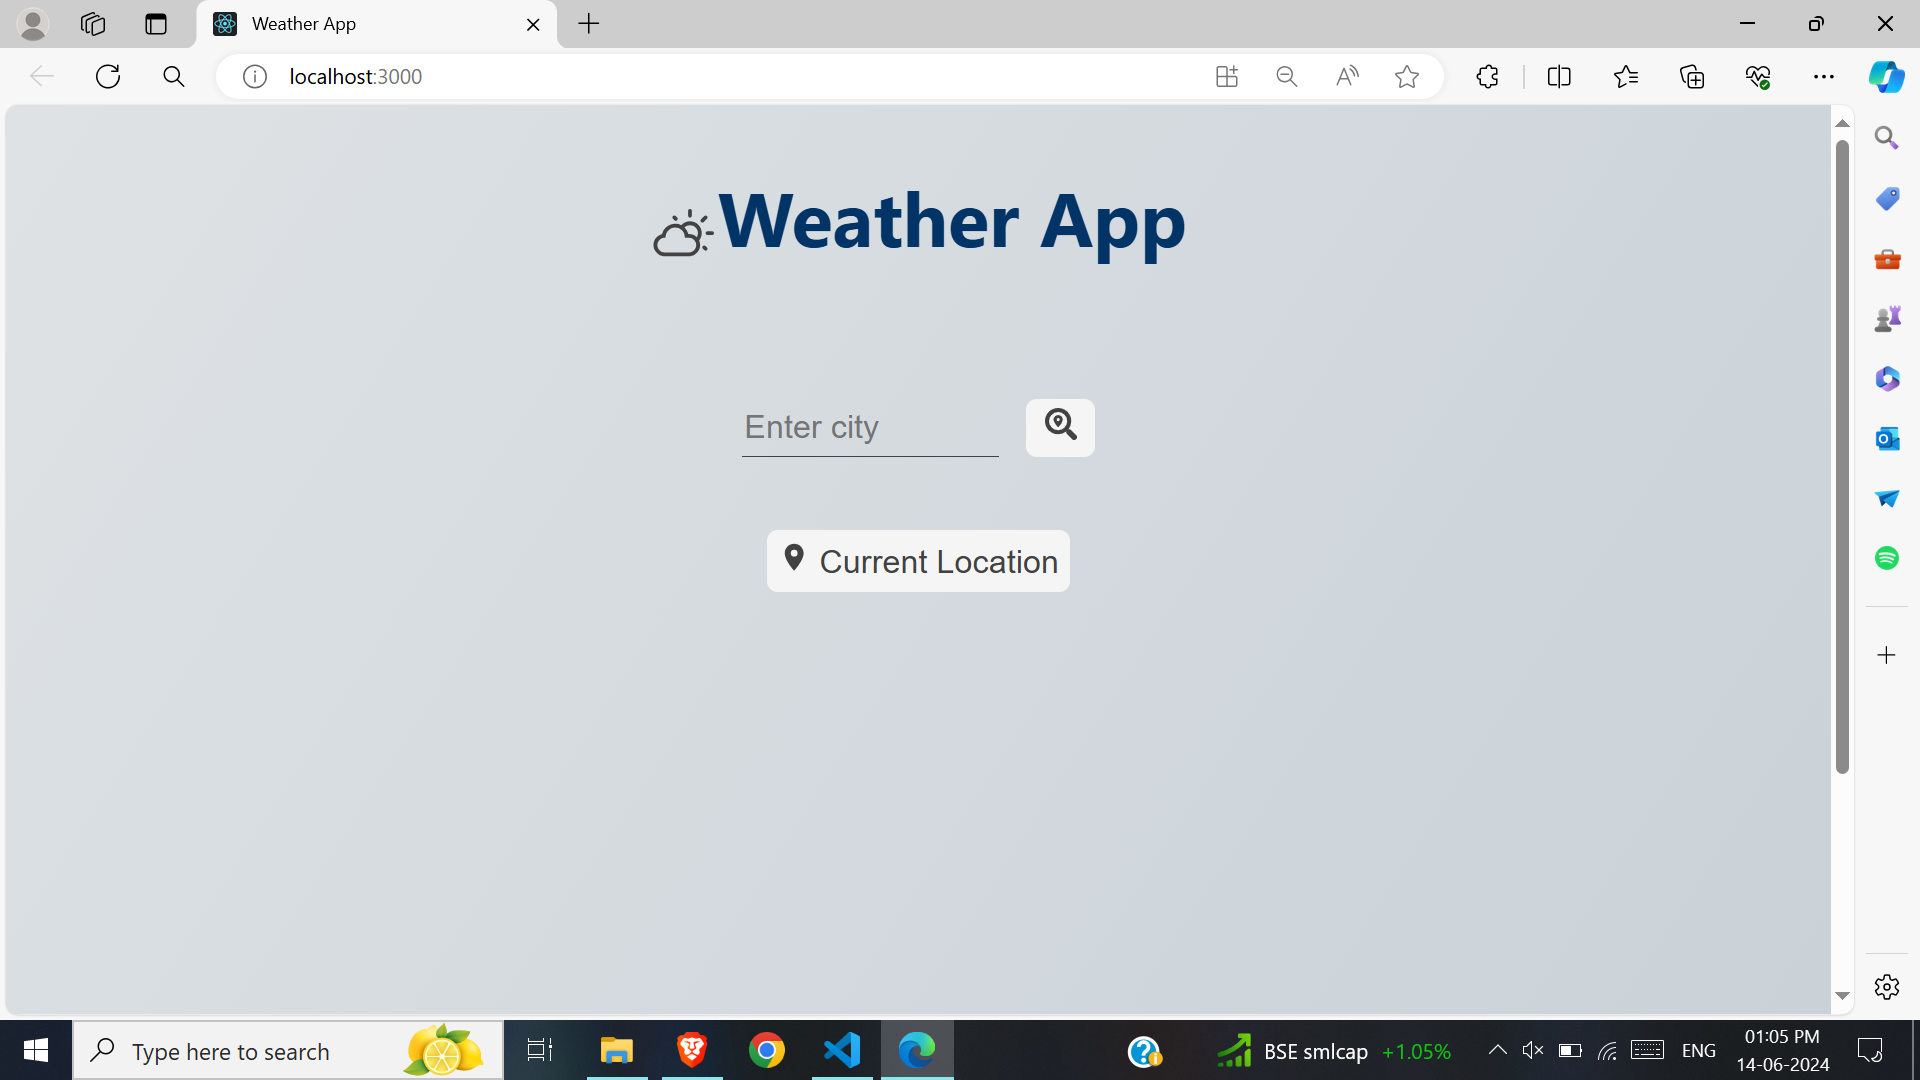 Weather App
localhost:3000
Weather App
Enter city
Current Location
Type here to search
BSE smlcap +1.05%
ENG
01:05 PM
14-06-2024